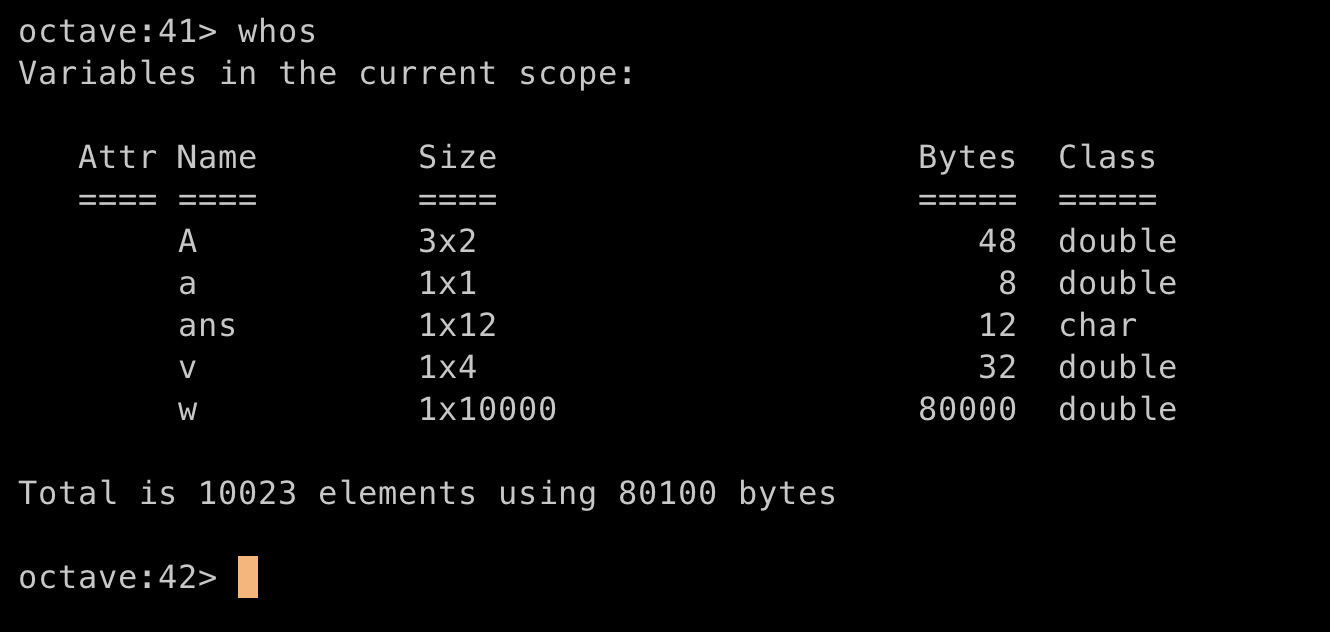 octave:41> whos
Variables in the current scope:
Attr Name Size Bytes Class
==== ==== ==== ===== =====
A 3x2 48 double
a 1x1 8 double
ans 1x12 12 char
v 1x4 32 double
w 1x10000 80000 double
Total is 10023 elements using 80100 bytes
octave:42>